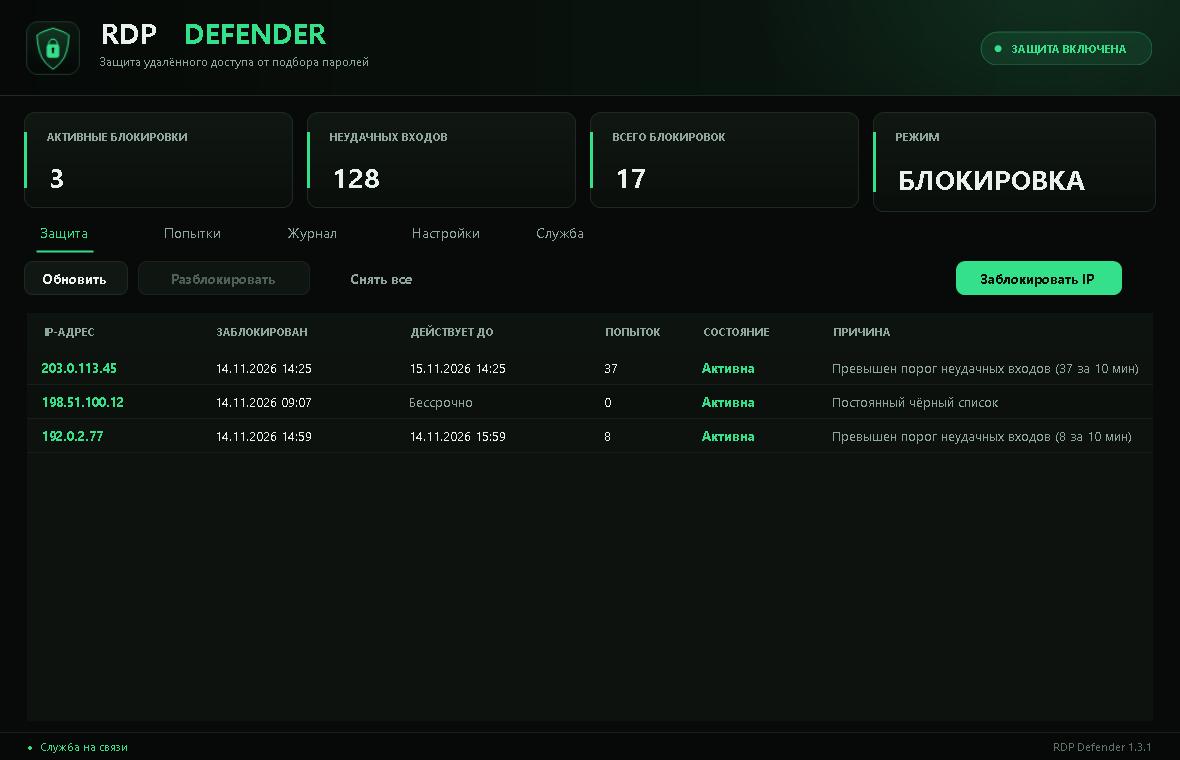 RDP DEFENDER
Защита удалённого доступа от подбора паролей
ЗАЩИТА ВКЛЮЧЕНА
АКТИВНЫЕ БЛОКИРОВКИ
3
НЕУДАЧНЫХ ВХОДОВ
128
ВСЕГО БЛОКИРОВОК
17
РЕЖИМ
БЛОКИРОВКА
Защита Попытки Журнал Настройки Служба
Обновить Разблокировать Снять все Заблокировать IP
IP-АДРЕС ЗАБЛОКИРОВАН ДЕЙСТВУЕТ ДО ПОПЫТОК СОСТОЯНИЕ ПРИЧИНА
203.0.113.45 14.11.2026 14:25 15.11.2026 14:25 37 Активна Превышен порог неудачных входов (37 за 10 мин)
198.51.100.12 14.11.2026 09:07 Бессрочно 0 Активна Постоянный чёрный список
192.0.2.77 14.11.2026 14:59 14.11.2026 15:59 8 Активна Превышен порог неудачных входов (8 за 10 мин)
Служба на связи RDP Defender 1.3.1